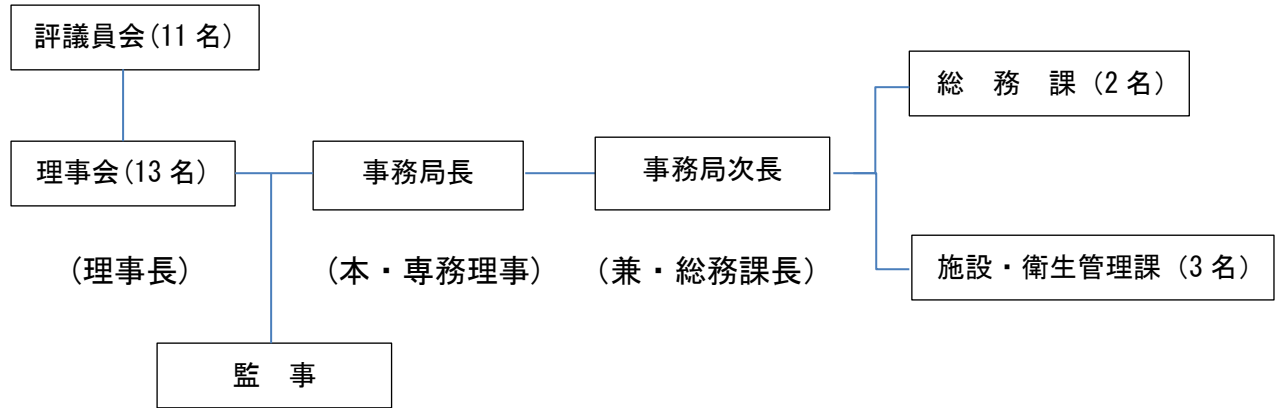 評議員会(11 名)
総　務　課 (2 名)
理事会(13 名)
事務局長
事務局次長
(理事長)
(本・専務理事)
(兼・総務課長)
施設・衛生管理課 (3 名)
監　事